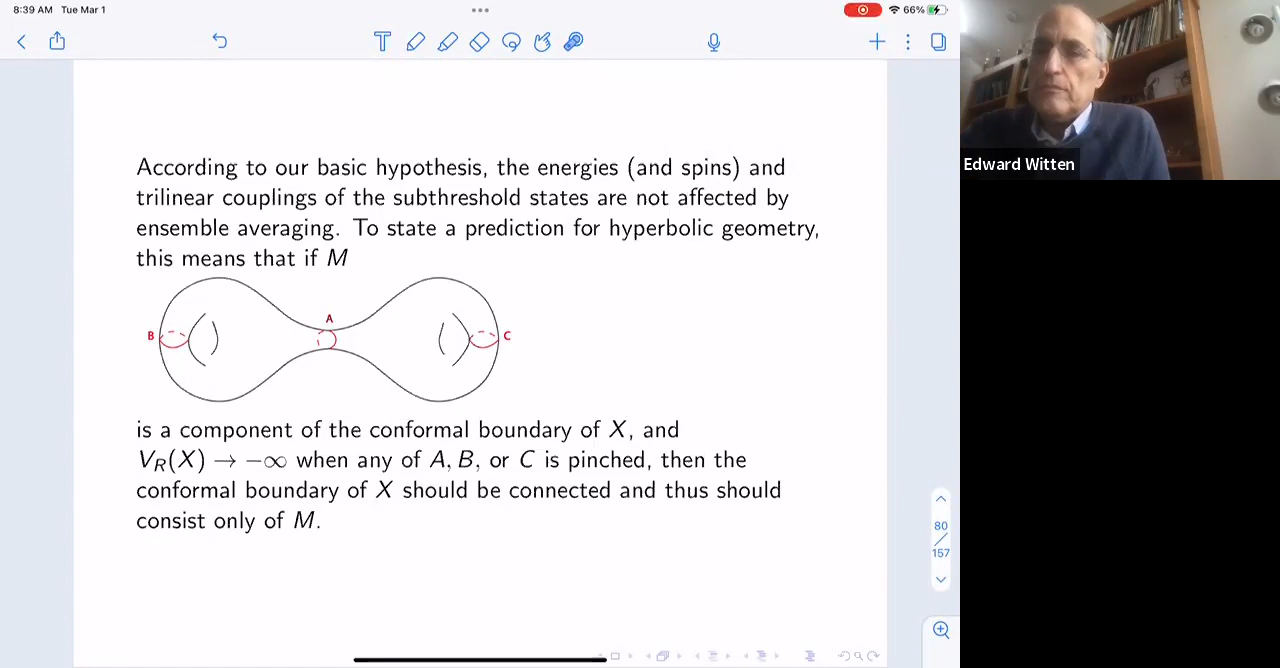 8:39 AM Tue Mar 1
66%
According to our basic hypothesis, the energies (and spins) and
trilinear couplings of the subthreshold states are not affected by
ensemble averaging. To state a prediction for hyperbolic geometry,
this means that if M
A
B
C
is a component of the conformal boundary of X, and
V_R(X) → −∞ when any of A, B, or C is pinched, then the
conformal boundary of X should be connected and thus should
consist only of M.
80
157
Edward Witten